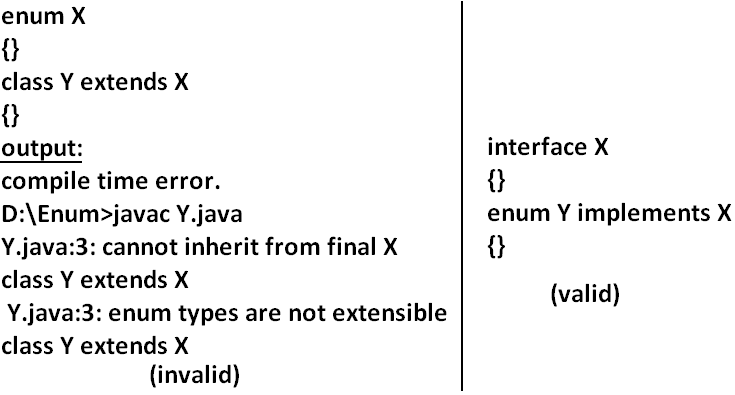 enum X
{}
class Y extends X
{}
output:
compile time error.
D:\Enum>javac Y.java
Y.java:3: cannot inherit from final X
class Y extends X
Y.java:3: enum types are not extensible
class Y extends X
(invalid)
interface X
{}
enum Y implements X
{}
(valid)